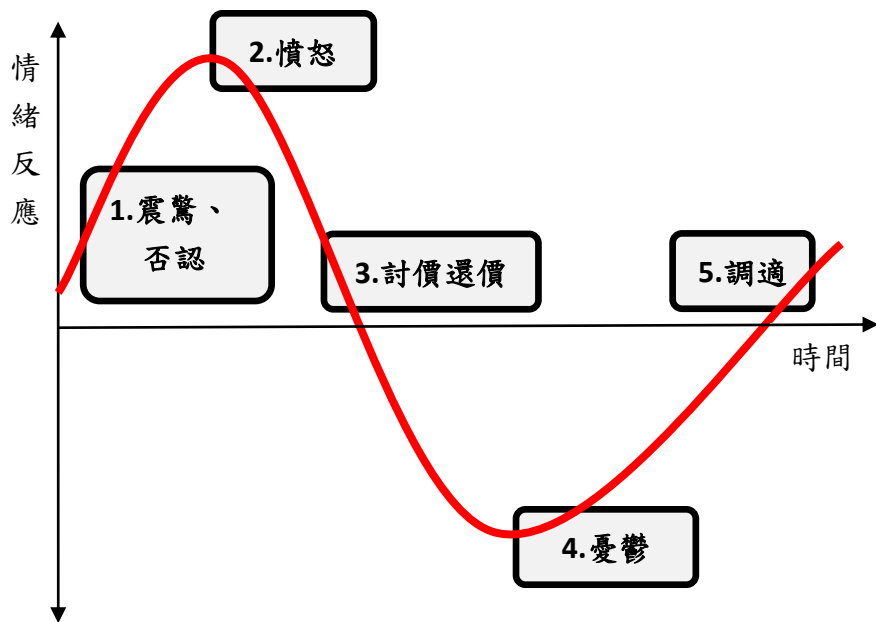 情緒反應
2.憤怒
1.震驚、
否認
3.討價還價
5.調適
時間
4.憂鬱